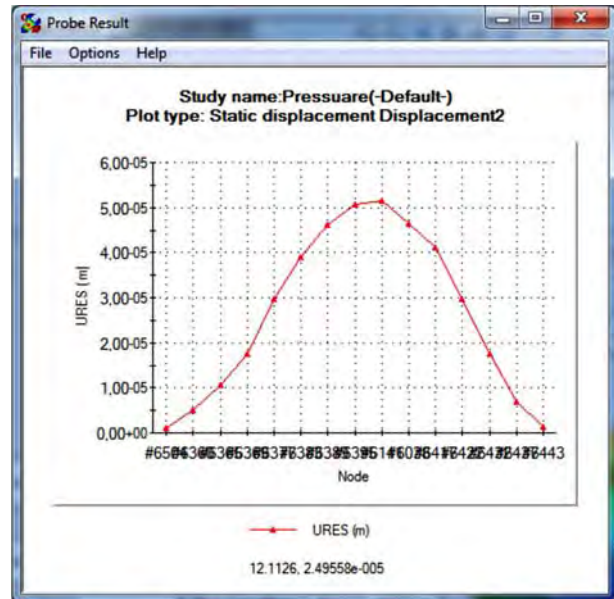 Probe Result
File Options Help
Study name:Pressuare(-Default-)
Plot type: Static displacement Displacement2
6,00-05
5,00-05
4,00-05
3,00-05
2,00-05
1,00-05
0,00+00
URES (m)
Node
URES (m)
12.1126, 2.49558e-005